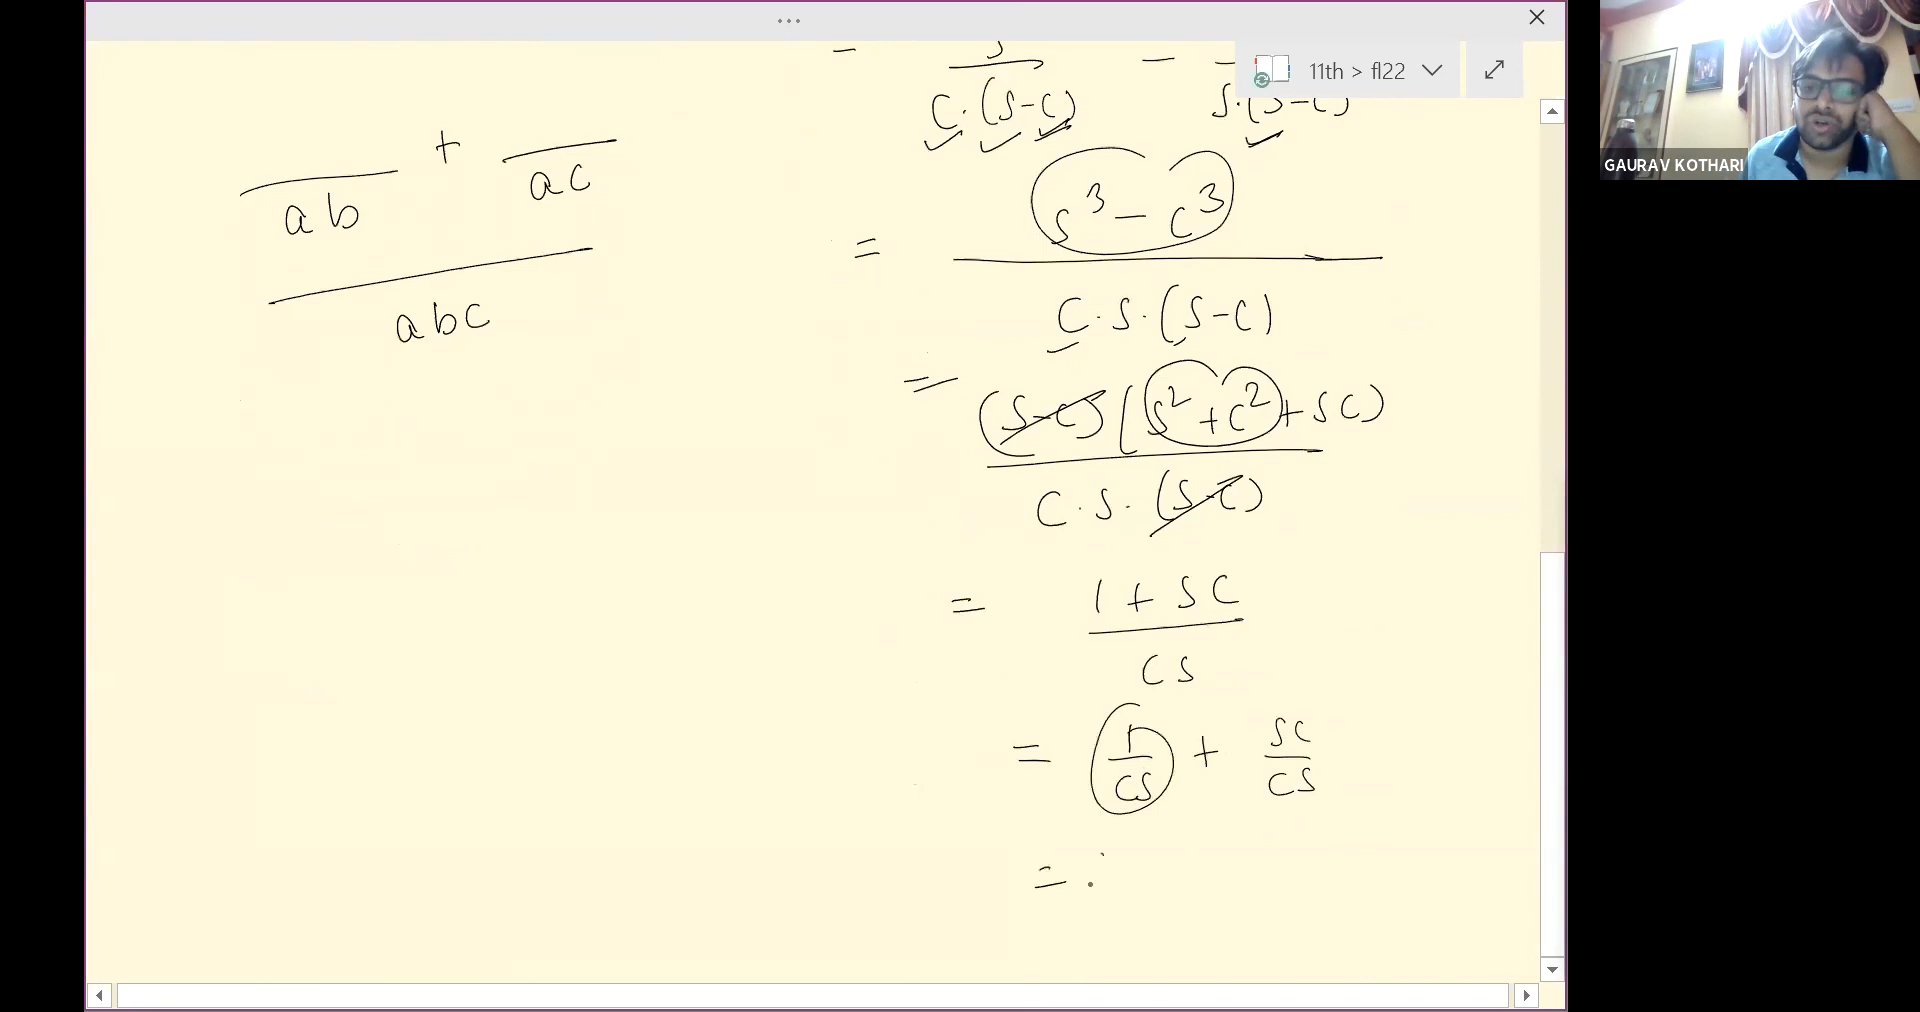 11th > fl22
GAURAV KOTHARI
+
ab ac
abc
- -
C.(S-C) S.(S-C)
= S³ - C³
C.S.(S-C)
= (S-C)(S²+C²+SC)
C.S.(S-C)
= 1 + SC
CS
= 1/CS + SC/CS
=